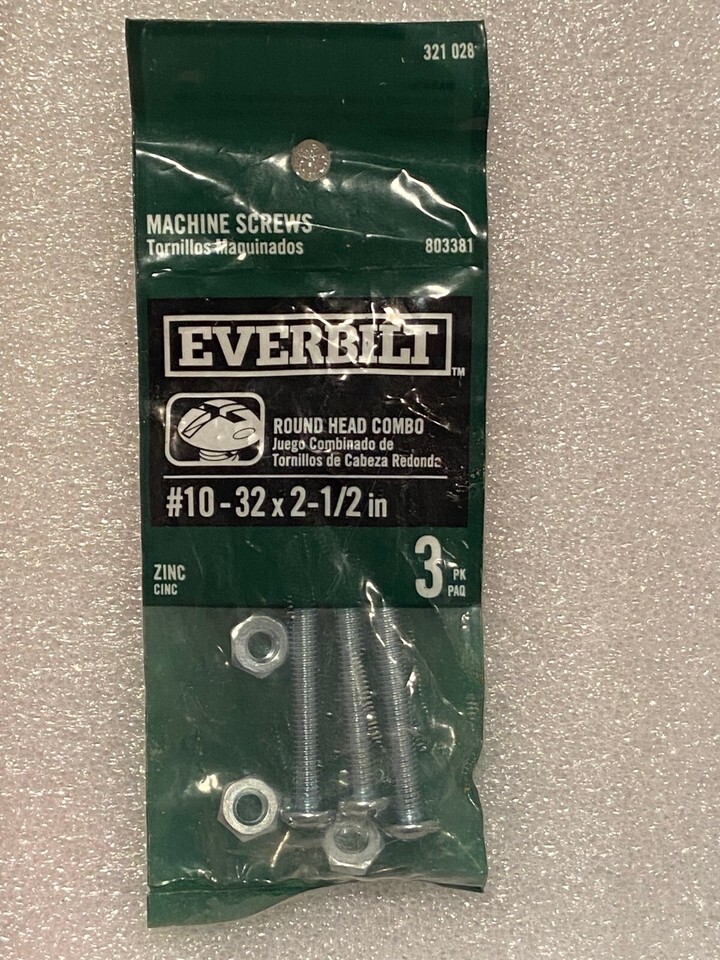 321 028
MACHINE SCREWS
Tornillos Maquinados
803381
EVERBILT
TM
ROUND HEAD COMBO
Juego Combinado de
Tornillos de Cabeza Redonda
#10-32 x 2-1/2 in
ZINC
CINC
3
PK
PAQ